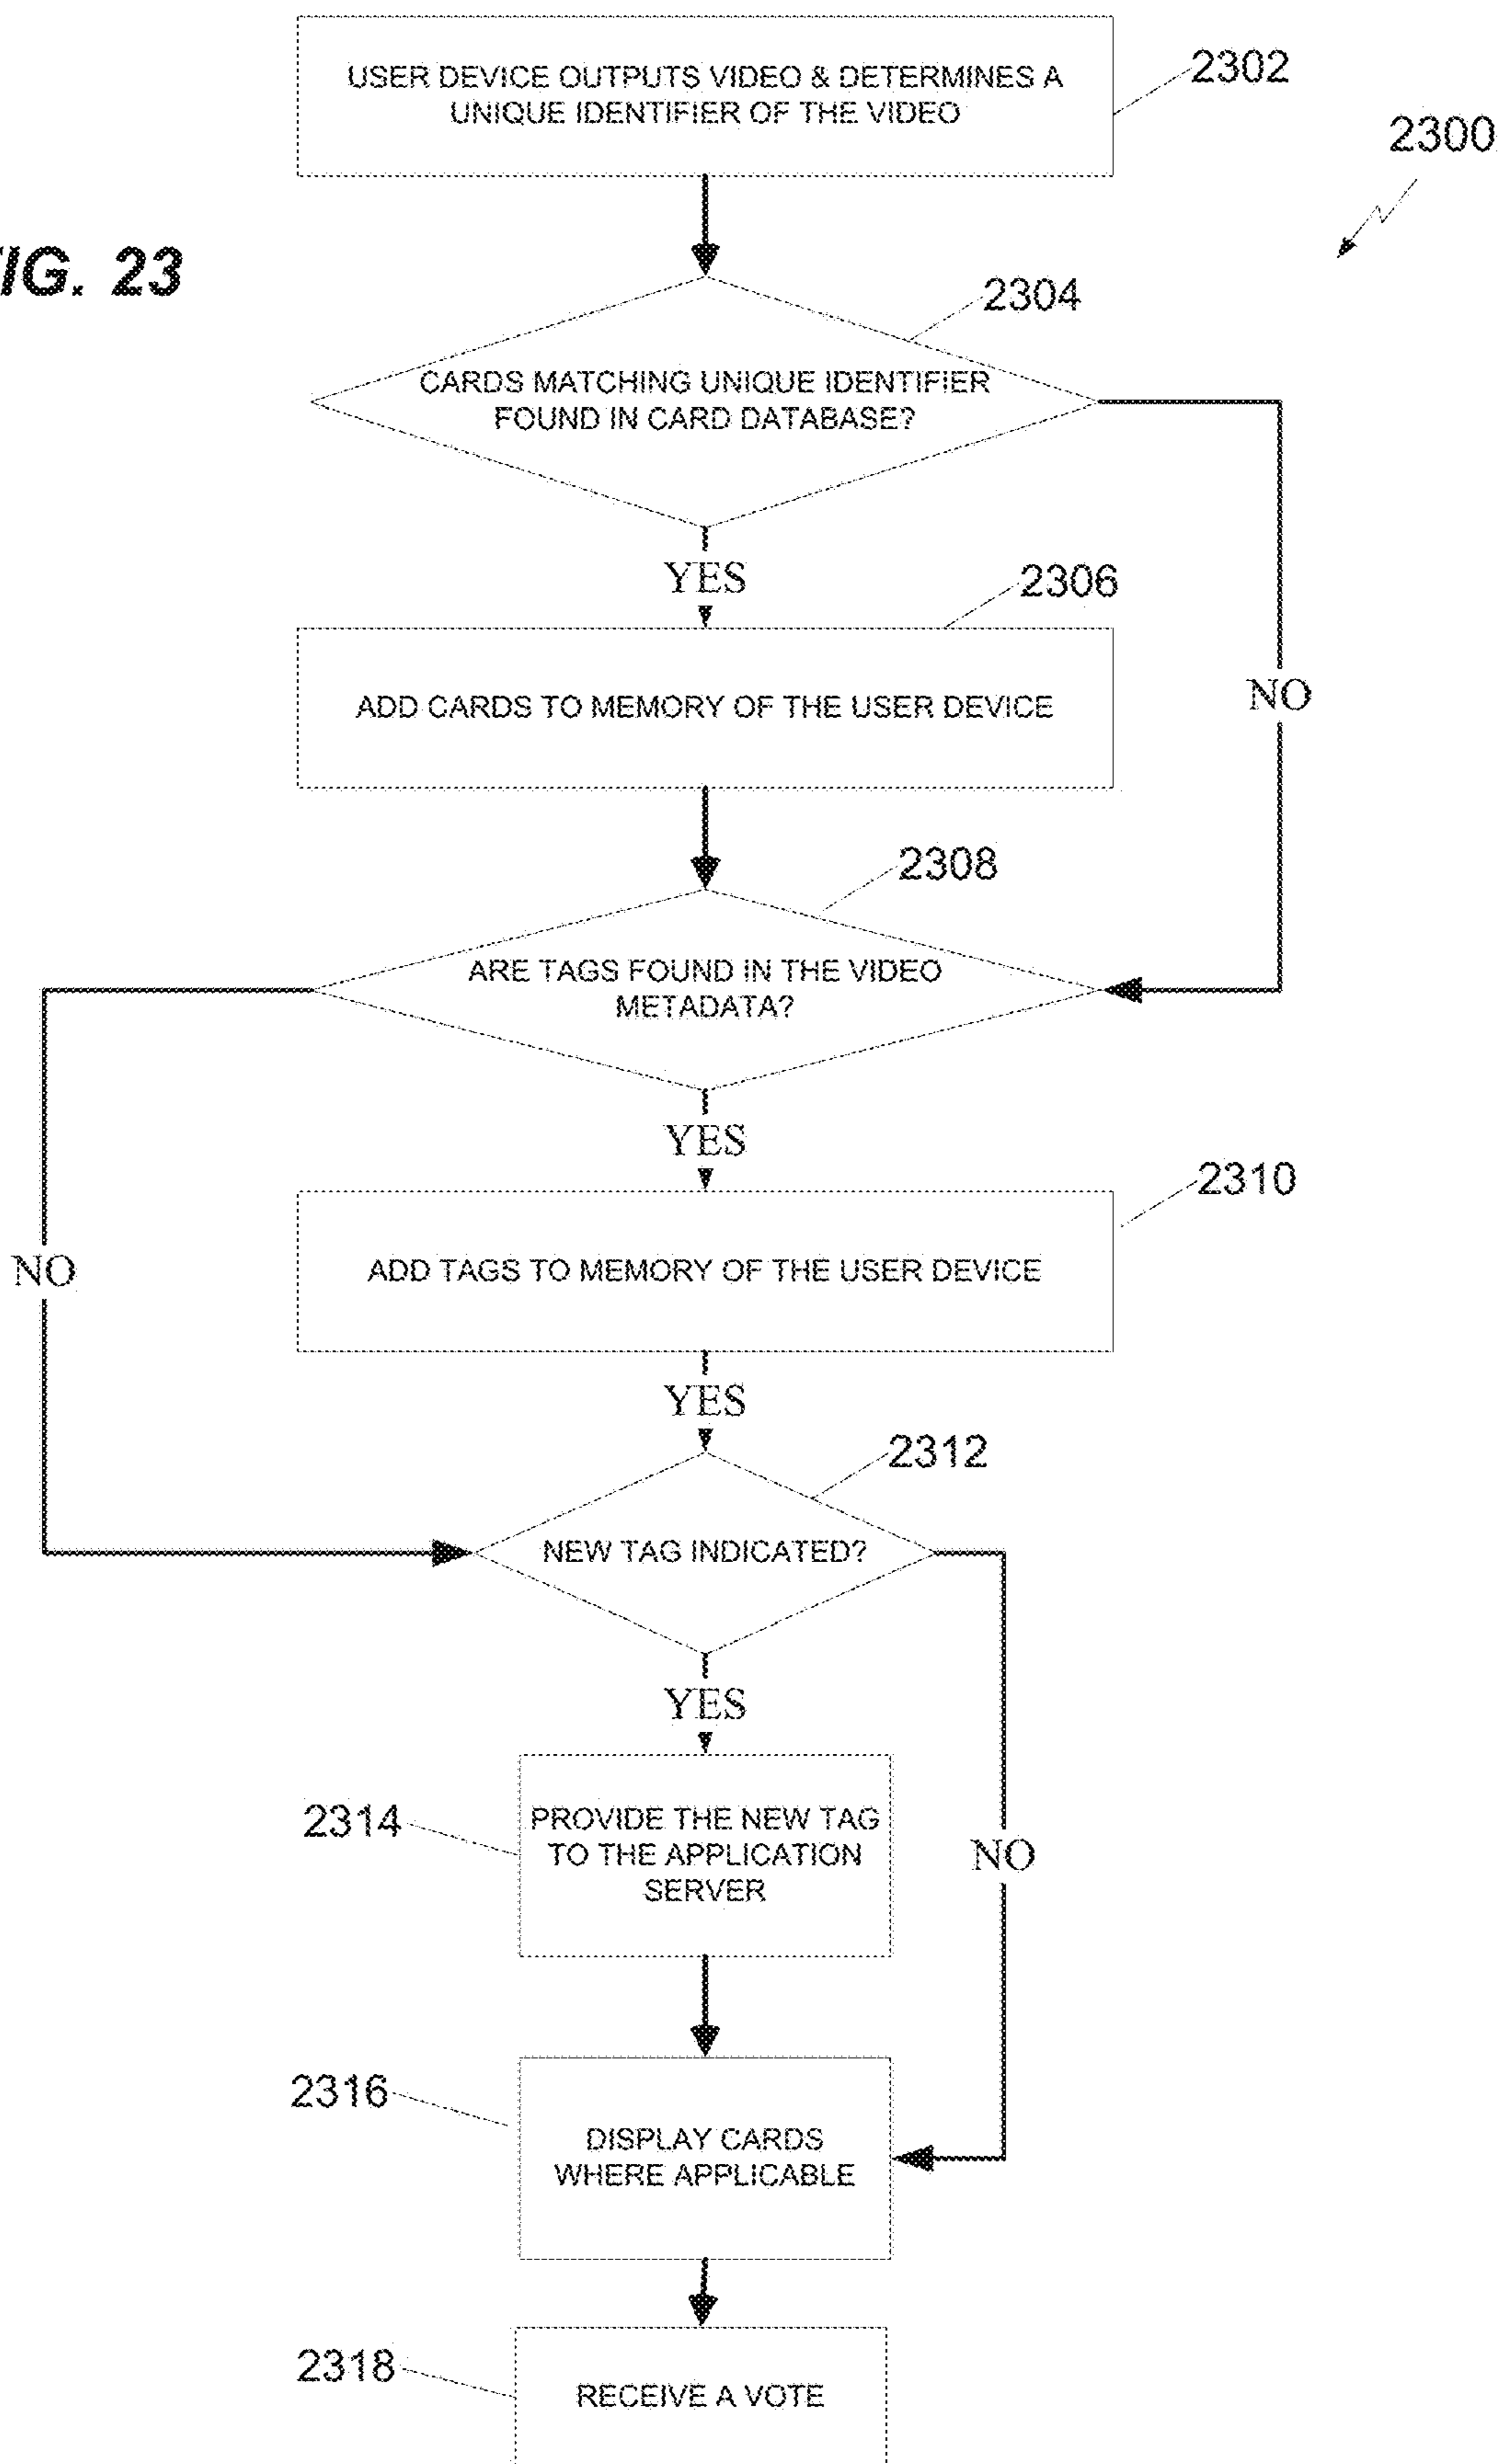 USER DEVICE OUTPUTS VIDEO & DETERMINES A
UNIQUE IDENTIFIER OF THE VIDEO
2302
2300
IG. 23
2304
CARDS MATCHING UNIQUE IDENTIFIER
FOUND IN CARD DATABASE?
YES
2306
ADD CARDS TO MEMORY OF THE USER DEVICE
NO
2308
ARE TAGS FOUND IN THE VIDEO
METADADA?
YES
2310
NO
ADD TAGS TO MEMORY OF THE USER DEVICE
YES
2312
NEW TAG INDICATED?
YES
2314
PROVIDE THE NEW TAG
TO THE APPLICATION
SERVER
NO
2316
DISPLAY CARDS
WHERE APPLICABLE
2318
RECEIVE A VOTE